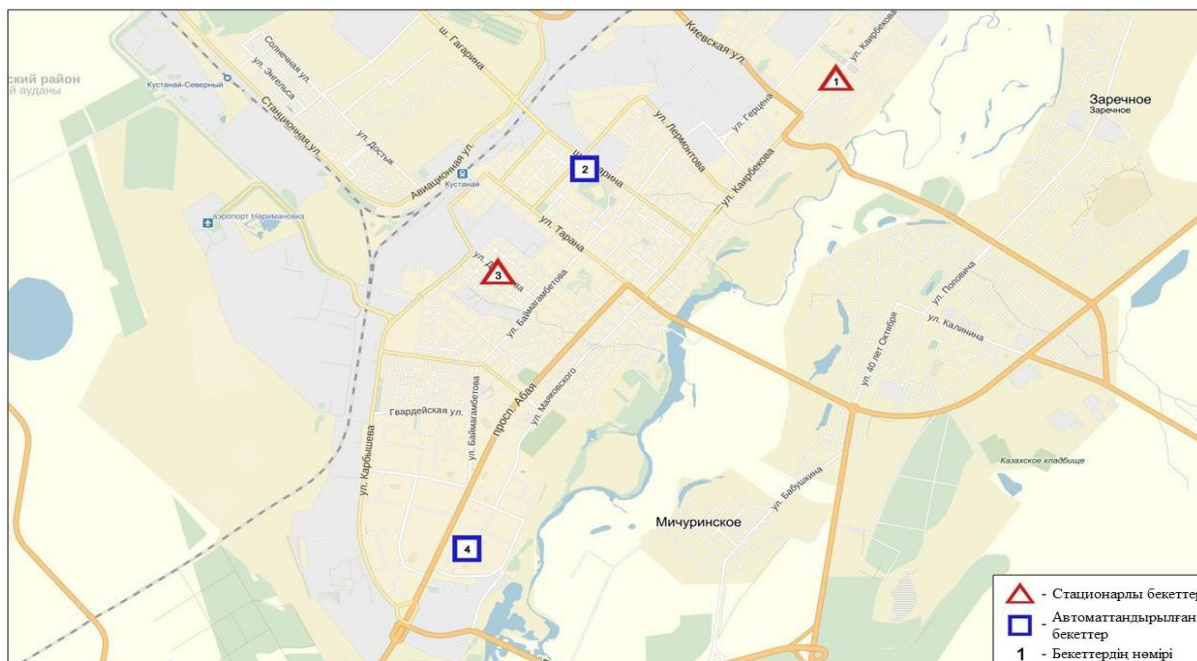 Киевская ул.
ул. Каирбекова
1
ский район
й ауданы
Солнечная ул.
ул. Энгельса
ш. Гагарина
Кустанай-Северный
Станционная ул.
ул. Достык
Авиационная ул.
Кустанай
ул. Герцена
ул. Лермонтова
Заречное
Заречное
2
ул. Каирбекова
аэропорт Наримановка
ул. Тарана
3
ул. Баймагамбетова
ул. Поповича
ул. Калинина
ул. 40 лет Октября
просп. Абая
ул. Маяковского
Гвардейская ул.
ул. Баймагамбетова
ул. Карбышева
Казахское кладбище
ул. Бабушкина
Мичуринское
4
- Стационарлы бекеттер
- Автоматтандырылған
бекеттер
1 - Бекеттердің нөмірі